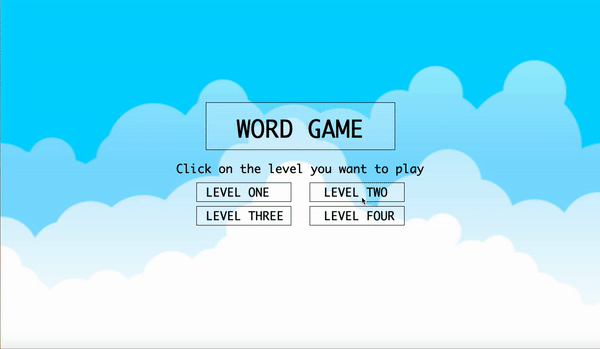 WORD GAME
Click on the level you want to play
LEVEL ONE
LEVEL TWO
LEVEL THREE
LEVEL FOUR